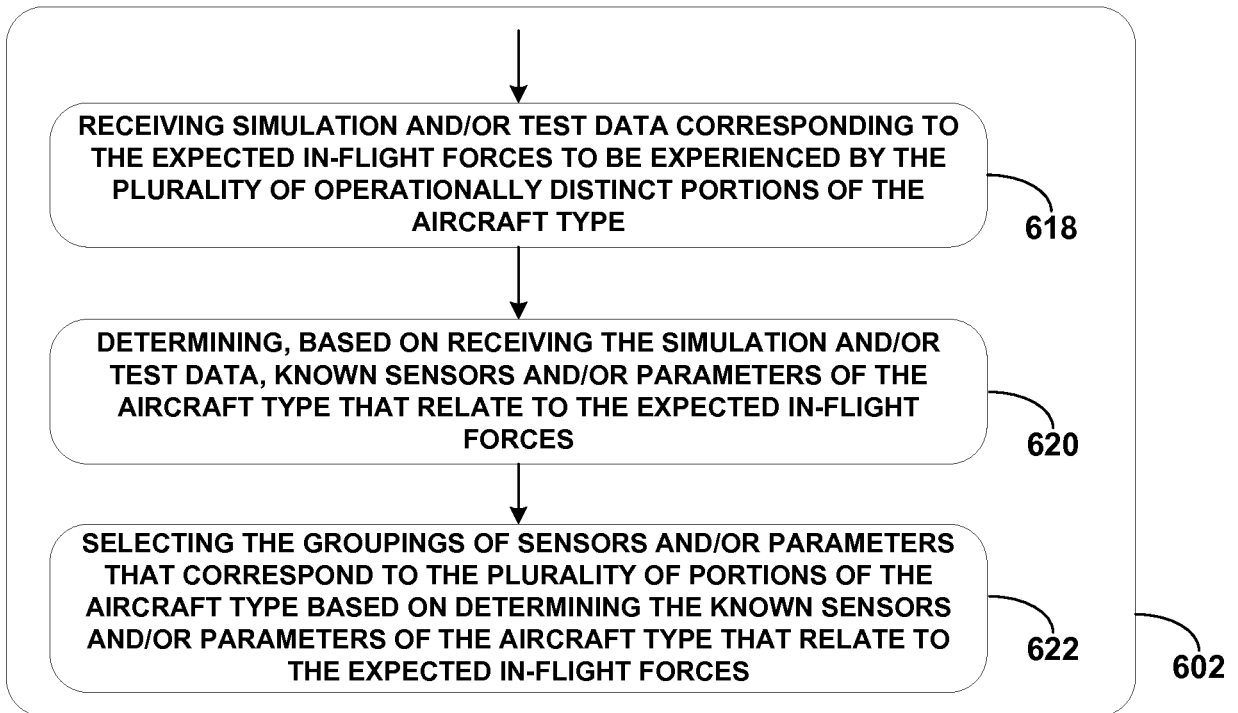 RECEIVING SIMULATION AND/OR TEST DATA CORRESPONDING TO
THE EXPECTED IN-FLIGHT FORCES TO BE EXPERIENCED BY THE
PLURALITY OF OPERATIONALLY DISTINCT PORTIONS OF THE
AIRCRAFT TYPE
618
DETERMINING, BASED ON RECEIVING THE SIMULATION AND/OR
TEST DATA, KNOWN SENSORS AND/OR PARAMETERS OF THE
AIRCRAFT TYPE THAT RELATE TO THE EXPECTED IN-FLIGHT
FORCES
620
SELECTING THE GROUPINGS OF SENSORS AND/OR PARAMETERS
THAT CORRESPOND TO THE PLURALITY OF PORTIONS OF THE
AIRCRAFT TYPE BASED ON DETERMINING THE KNOWN SENSORS
AND/OR PARAMETERS OF THE AIRCRAFT TYPE THAT RELATE TO
THE EXPECTED IN-FLIGHT FORCES
622
602